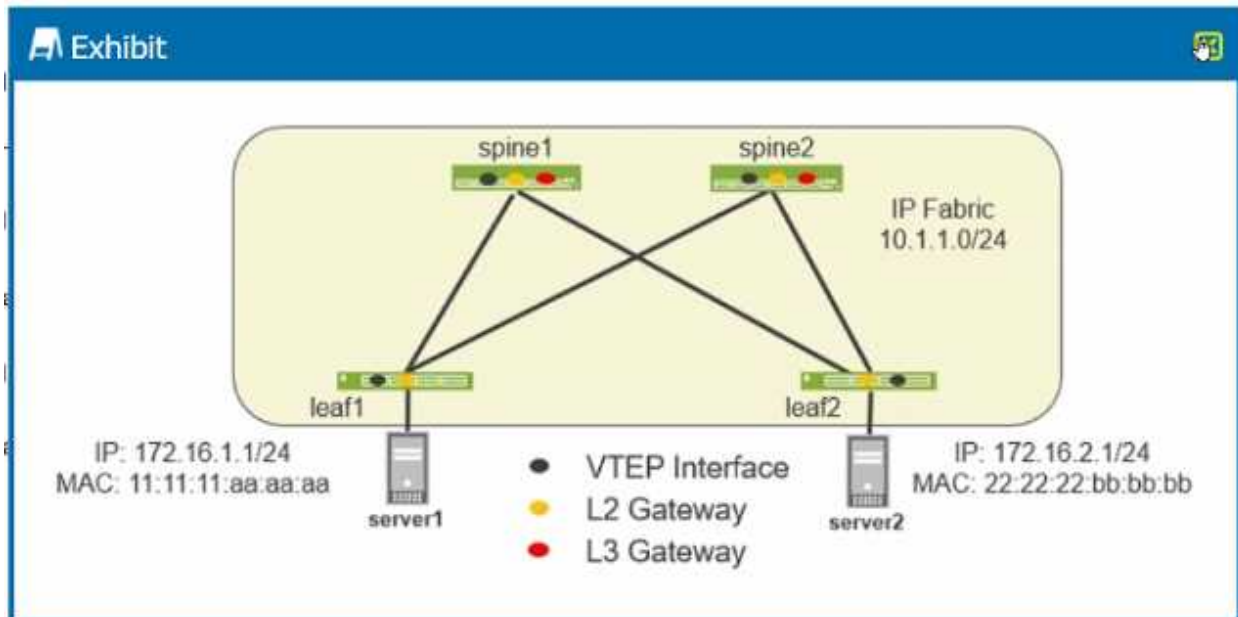 Exhibit
spine1
spine2
IP Fabric
10.1.1.0/24
leaf1
leaf2
IP: 172.16.1.1/24
MAC: 11:11:11:aa:aa:aa
server1
VTEP Interface
L2 Gateway
L3 Gateway
IP: 172.16.2.1/24
MAC: 22:22:22:bb:bb:bb
server2